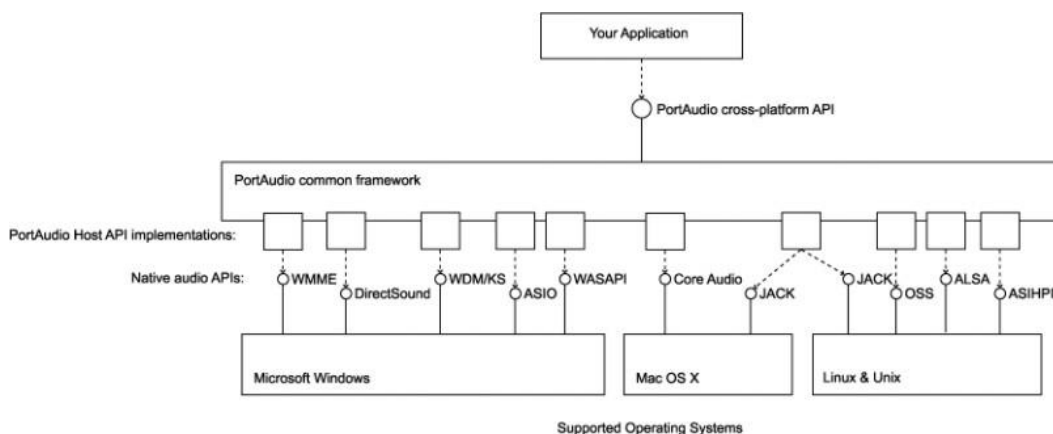 Your Application
PortAudio cross-platform API
PortAudio common framework
PortAudio Host API implementations:
Native audio APIs:
WMME
DirectSound
WDM/KS
ASIO
WASAPI
Core Audio
JACK
JACK
OSS
ALSA
ASIHPI
Microsoft Windows
Mac OS X
Linux & Unix
Supported Operating Systems